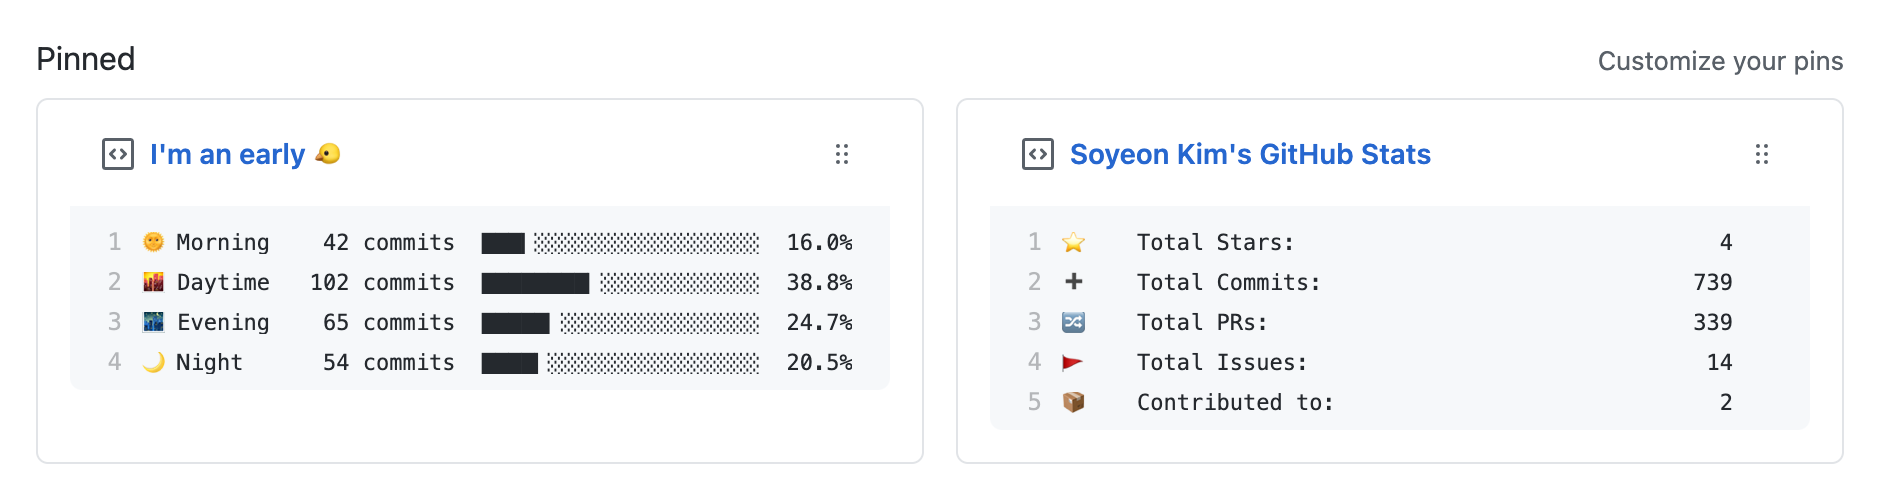 Pinned
Customize your pins
I'm an early 🐤
1 🌞 Morning 42 commits ███░░░░░░░░░░░░░░░░░░ 16.0%
2 🌆 Daytime 102 commits ████████░░░░░░░░░░░░░ 38.8%
3 🌃 Evening 65 commits █████░░░░░░░░░░░░░░░░ 24.7%
4 🌙 Night 54 commits ████░░░░░░░░░░░░░░░░░ 20.5%
Soyeon Kim's GitHub Stats
1 ⭐ Total Stars: 4
2 ➕ Total Commits: 739
3 🔀 Total PRs: 339
4 🚩 Total Issues: 14
5 📦 Contributed to: 2